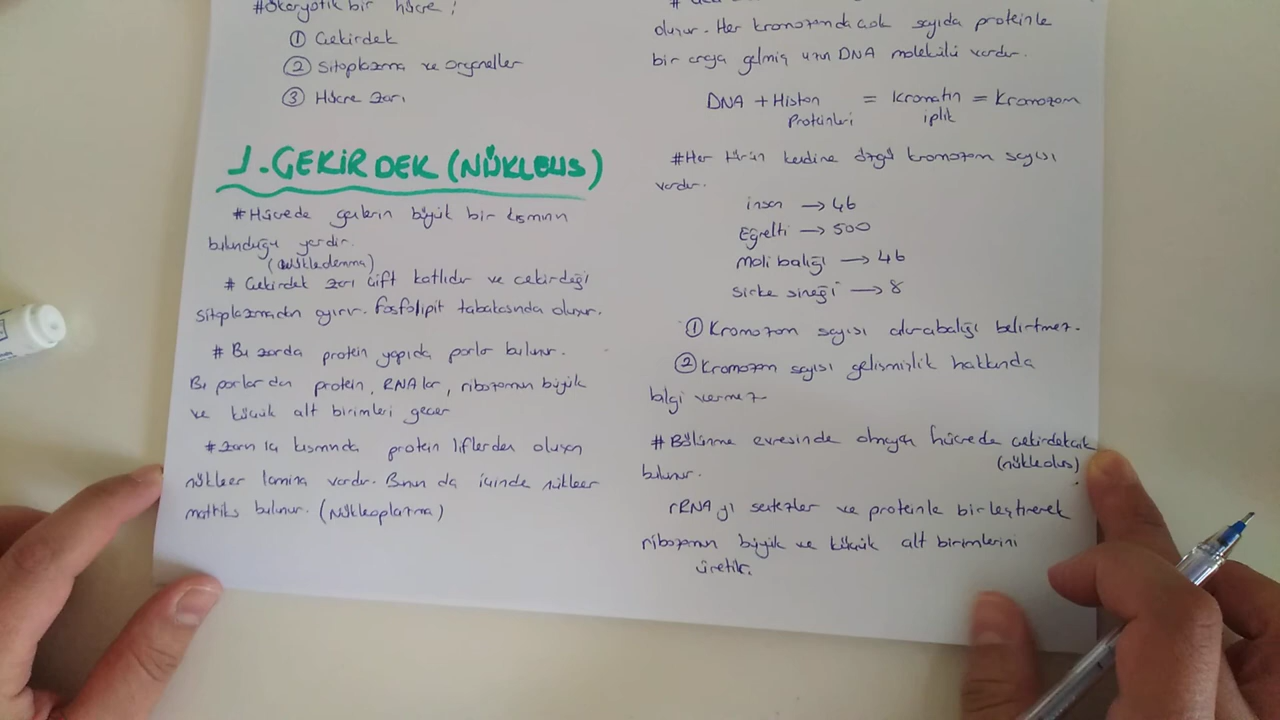 #Ökaryotik bir hücre:
① Çekirdek
② Sitoplazma ve organeller
③ Hücre zarı
1.ÇEKİRDEK (NÜKLEUS)
#Hücrede genlerin büyük bir kısmının
bulunduğu yerdir.
# Çekirdek zarı çift katlıdır ve çekirdeği
sitoplazmadan ayırır. Fosfolipit tabakasında oluşur.
# Bu zarda protein yapıda porlar bulunur.
Bu porlardan protein, RNA lar, ribozomun büyük
ve küçük alt birimleri geçer
#Zarın iç kısmında protein liflerden oluşan
nükleer lamina vardır. Bunun da içinde nükleer
matriks bulunur. (Nükleoplazma)
oluşur. Her kromozomda çok sayıda proteinle
bir araya gelmiş uzun DNA molekülü vardır.
DNA + Histon = Kromatin = Kromozom
Proteinleri iplik
#Her türün kendine özgü kromozom sayısı
vardır.
insan → 46
Eğrelti → 500
Moli balığı → 46
Sirke sineği → 8
① Kromozom sayısı akrabalığı belirtmez.
② Kromozom sayısı gelişmişlik hakkında
bilgi vermez
# Bölünme evresinde olmayan hücrede çekirdekçik
(nükleolus)
bulunur.
rRNA yı sentezler ve proteinle birleştirerek
ribozomun büyük ve küçük alt birimlerini
üretir.